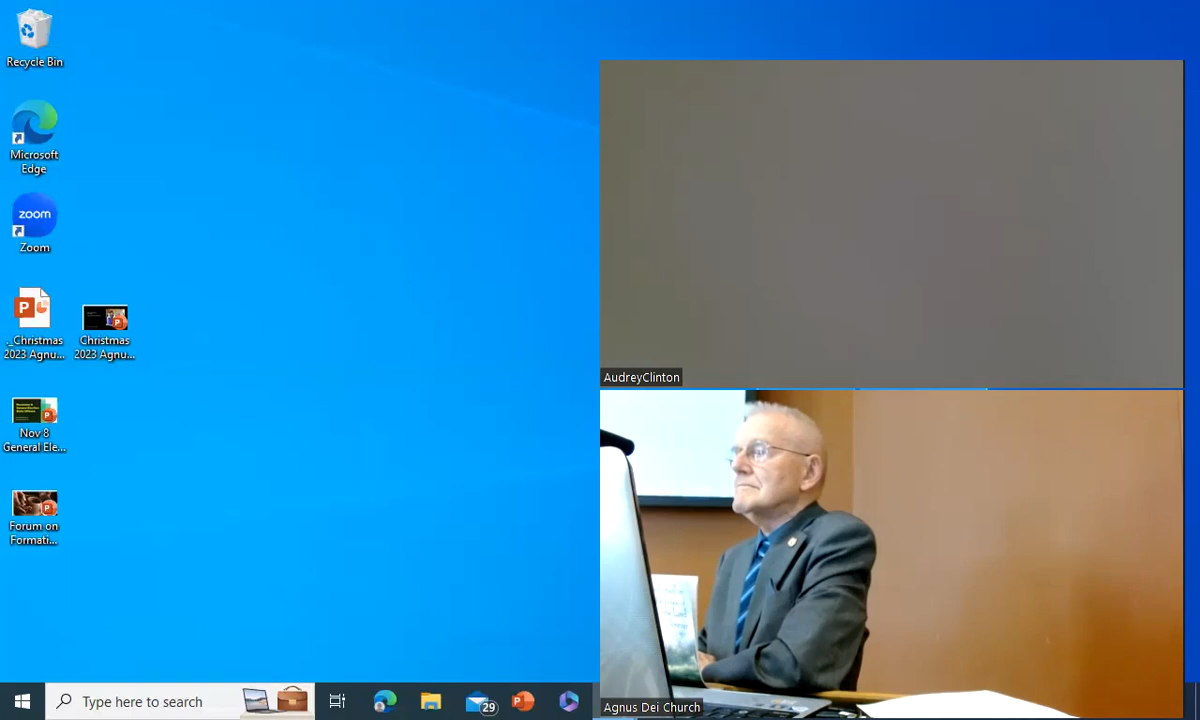 Recycle Bin
Microsoft
Edge
zoom
Zoom
._Christmas
2023 Agnu...
Christmas
2023 Agnu...
Nov 8
General Ele...
Forum on
Formati...
AudreyClinton
Agnus Dei Church
Type here to search
29